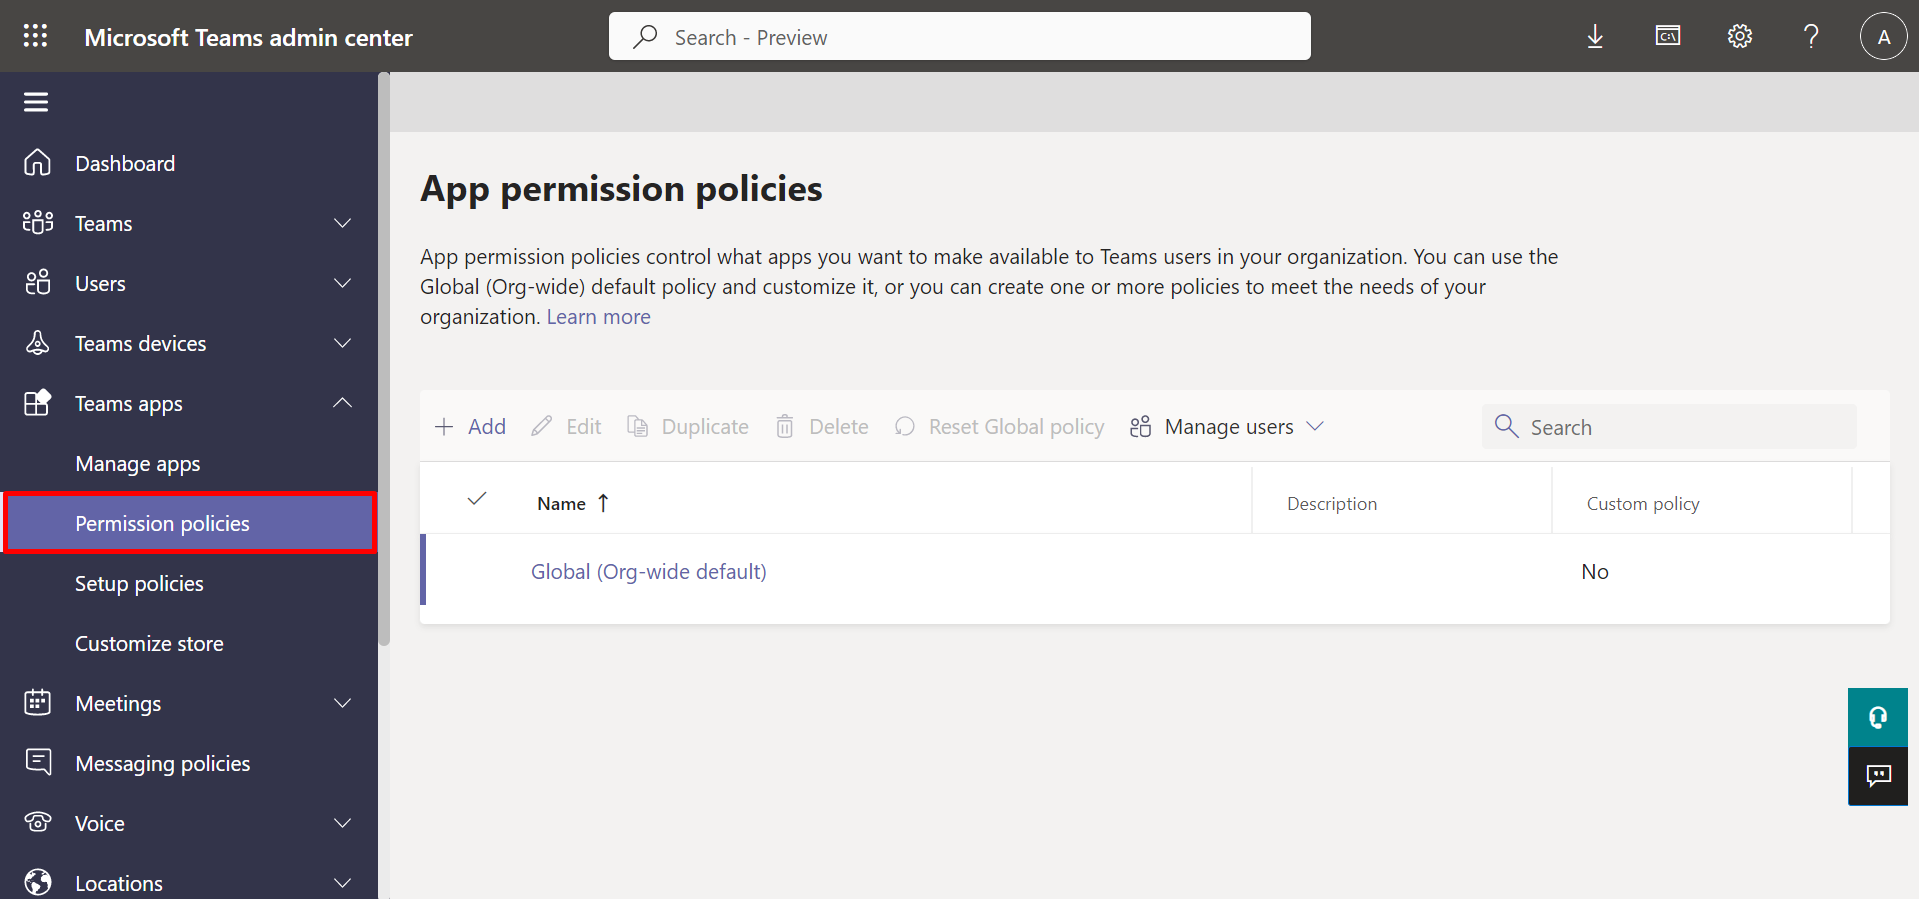 Microsoft Teams admin center
Search - Preview
C:\
A
Dashboard
Teams
Users
Teams devices
Teams apps
Manage apps
Permission policies
Setup policies
Customize store
Meetings
Messaging policies
Voice
Locations
App permission policies
App permission policies control what apps you want to make available to Teams users in your organization. You can use the
Global (Org-wide) default policy and customize it, or you can create one or more policies to meet the needs of your
organization. Learn more
Add Edit Duplicate Delete Reset Global policy Manage users Search
Name ↑ Description Custom policy
Global (Org-wide default) No